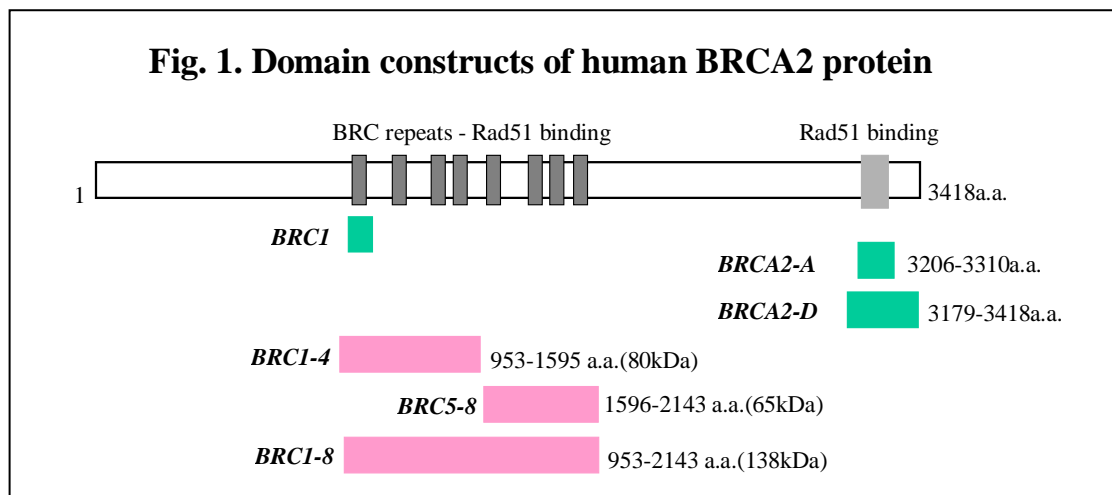 Fig. 1. Domain constructs of human BRCA2 protein
BRC repeats - Rad51 binding Rad51 binding
1 3418a.a.
BRC1
BRCA2-A 3206-3310a.a.
BRCA2-D 3179-3418a.a.
BRC1-4 953-1595 a.a.(80kDa)
BRC5-8 1596-2143 a.a.(65kDa)
BRC1-8 953-2143 a.a.(138kDa)